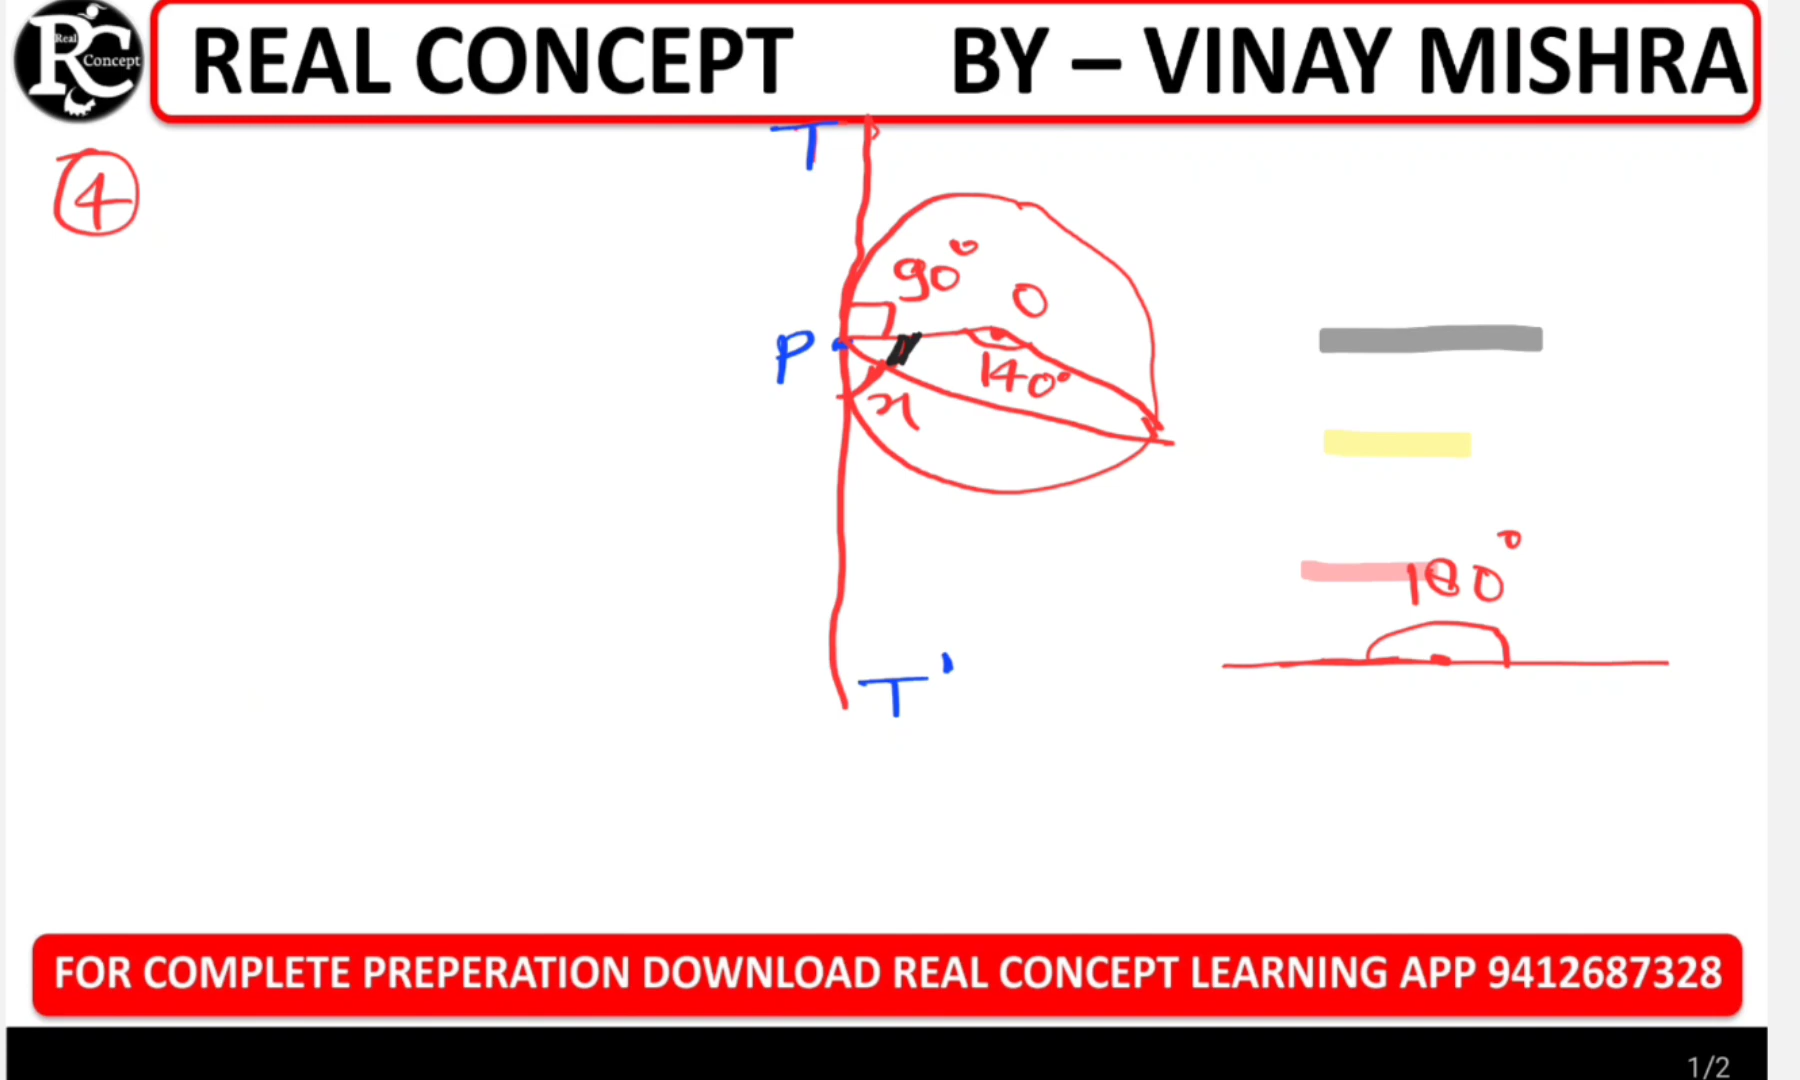 Real
Concept
REAL CONCEPT BY – VINAY MISHRA
T
4
90°
O
P
140°
x
180°
T'
FOR COMPLETE PREPERATION DOWNLOAD REAL CONCEPT LEARNING APP 9412687328
1/2